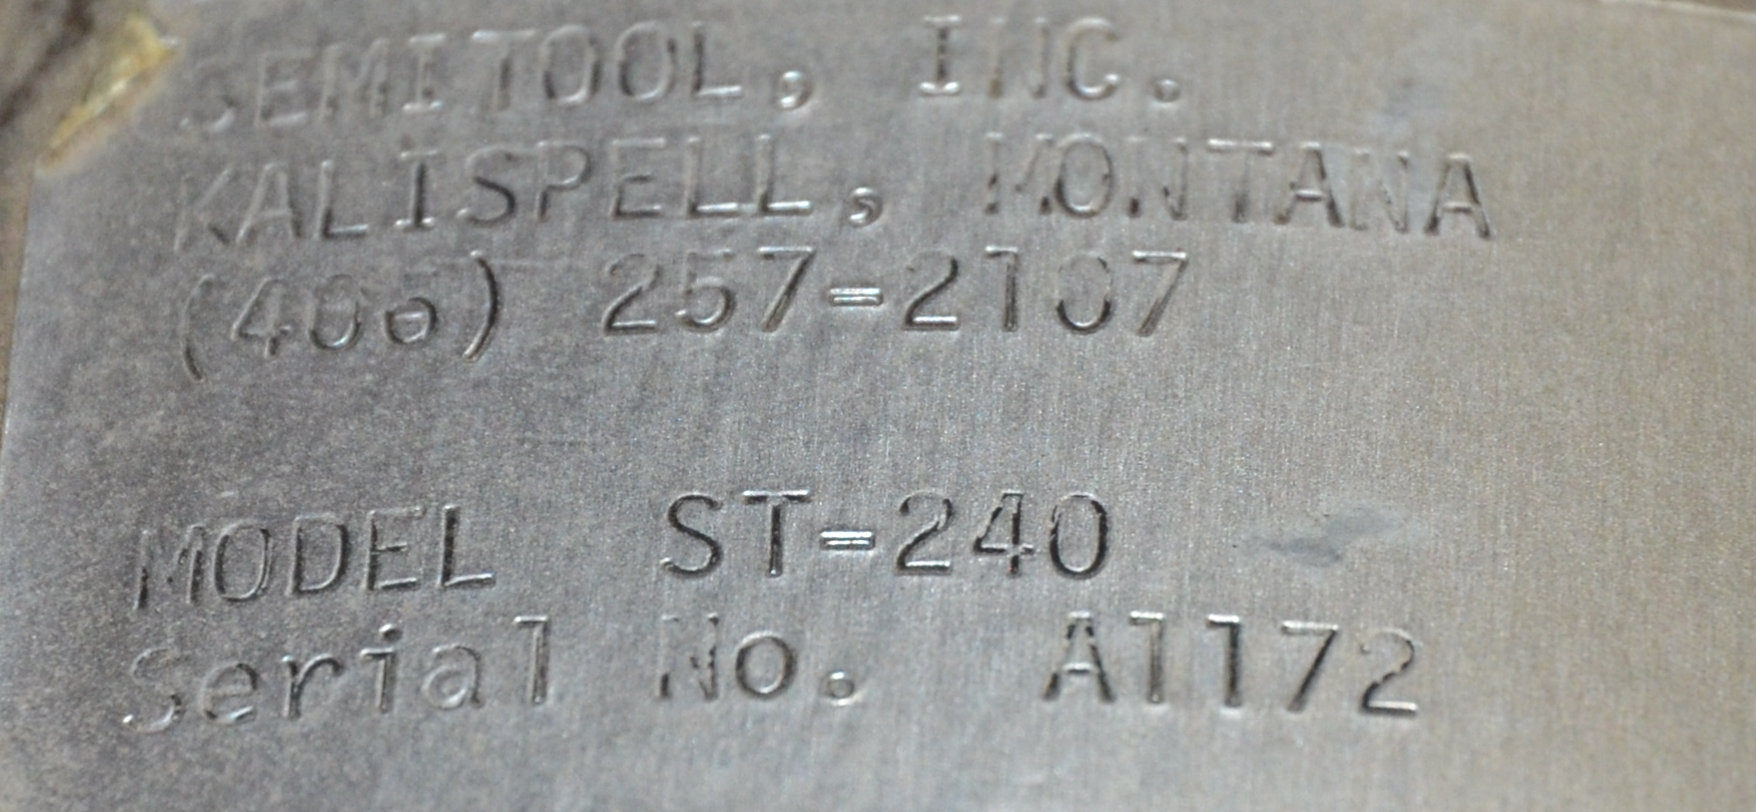 SEMITOOL, INC.
KALISPELL, MONTANA
(406) 257-2107
MODEL ST-240
Serial No. A1172